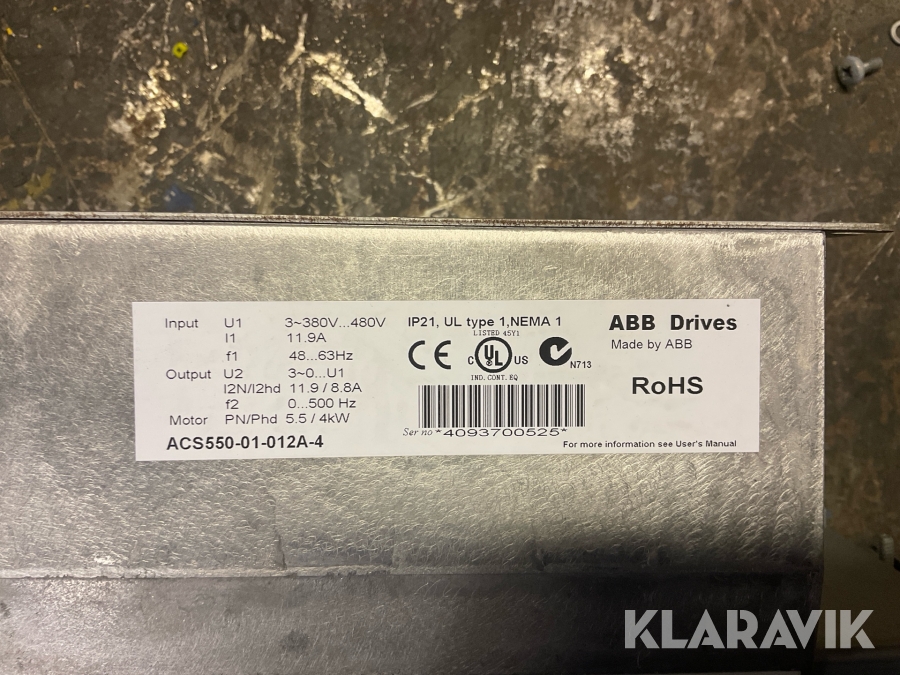 Input U1 3~380V...480V
I1 11.9A
f1 48...63Hz
Output U2 3~0...U1
I2N/I2hd 11.9 / 8.8A
f2 0...500 Hz
Motor PN/Phd 5.5 / 4kW
ACS550-01-012A-4
IP21, UL type 1,NEMA 1
LISTED 45Y1
CE
C UL US
N713
IND. CONT. EQ
Ser no *4093700525*
ABB Drives
Made by ABB
RoHS
For more information see User's Manual
KLARAVIK